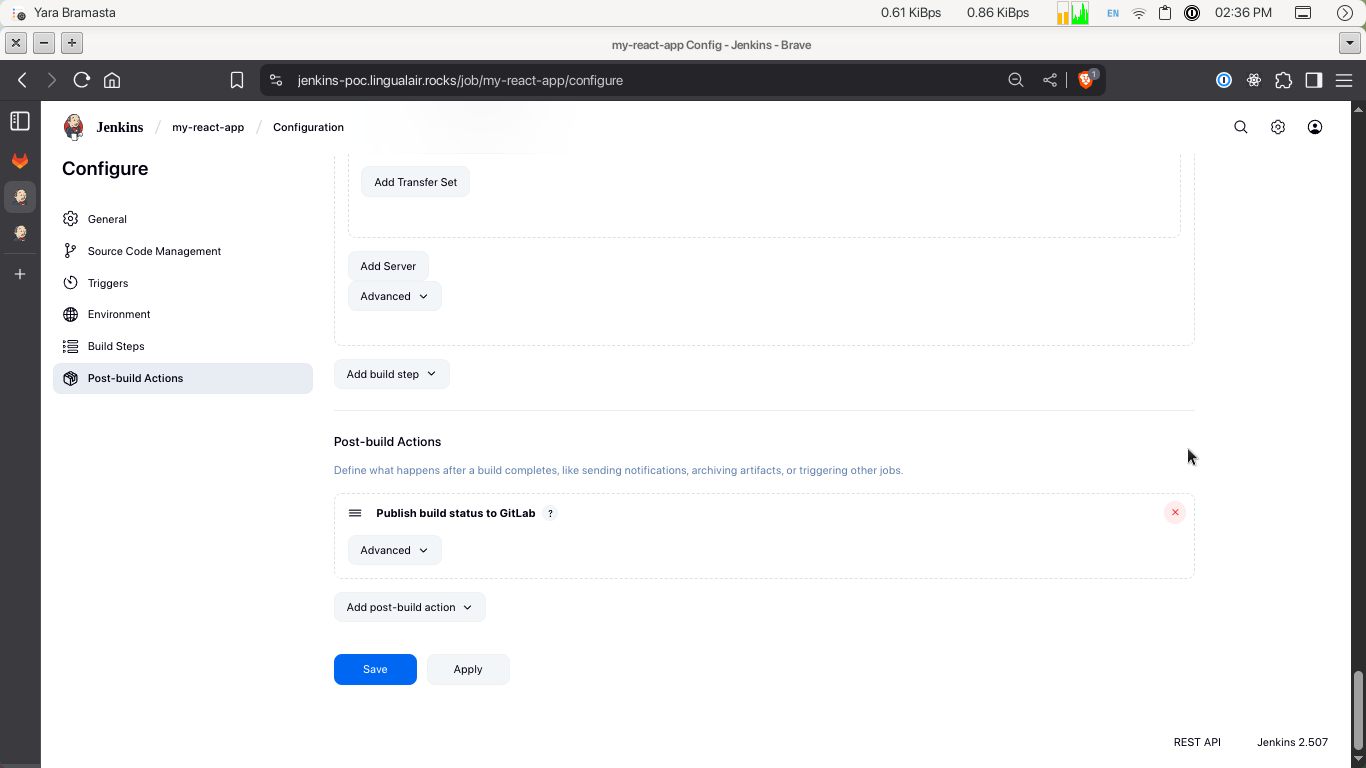 Yara Bramasta 0.61 KiBps 0.86 KiBps EN 02:36 PM
my-react-app Config - Jenkins - Brave
jenkins-poc.lingualair.rocks/job/my-react-app/configure 1
Jenkins / my-react-app / Configuration
Configure
General
Source Code Management
Triggers
Environment
Build Steps
Post-build Actions
Add Transfer Set
Add Server
Advanced
Add build step
Post-build Actions
Define what happens after a build completes, like sending notifications, archiving artifacts, or triggering other jobs.
Publish build status to GitLab ?
Advanced
Add post-build action
Save Apply
REST API Jenkins 2.507